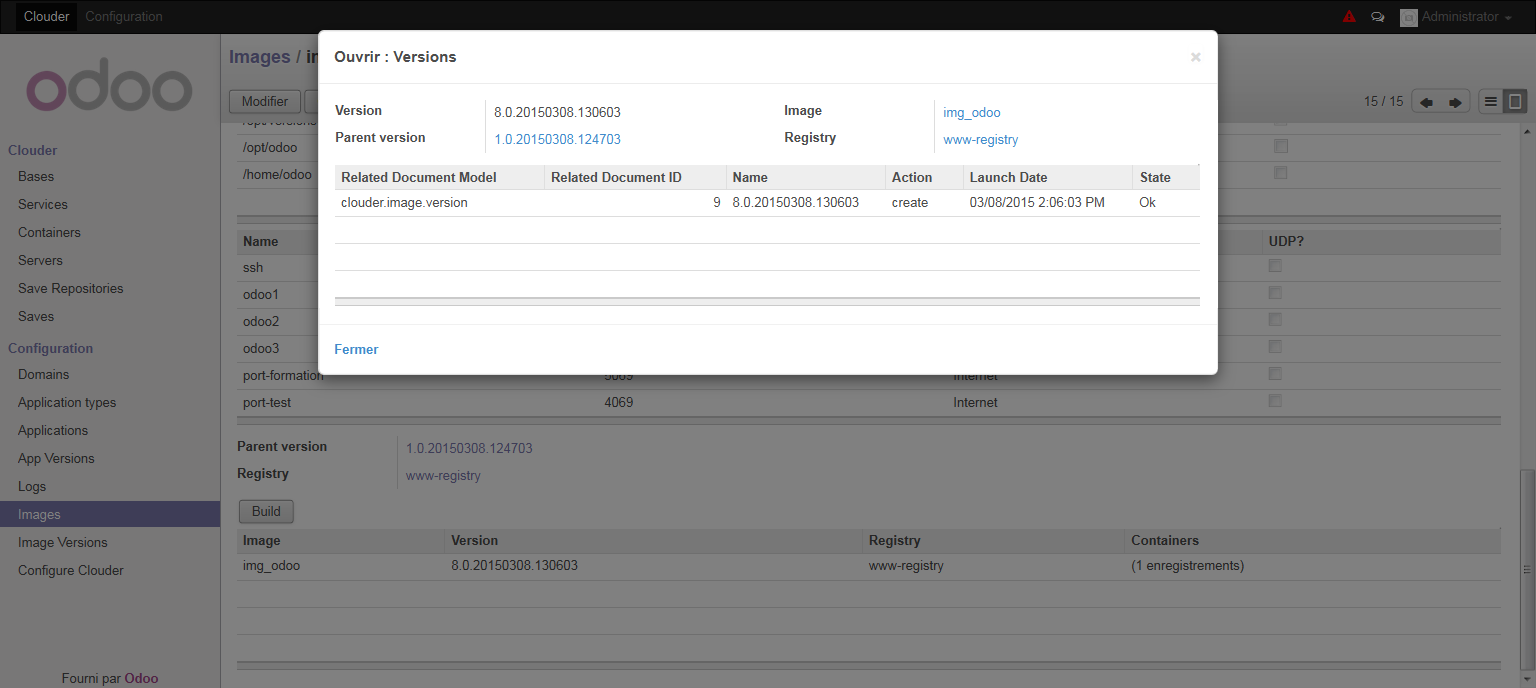 Clouder Configuration Administrator
odoo
Clouder
Bases
Services
Containers
Servers
Save Repositories
Saves
Configuration
Domains
Application types
Applications
App Versions
Logs
Images
Image Versions
Configure Clouder
Fourni par Odoo
Images /
Modifier
15 / 15
Ouvrir : Versions ×
Version 8.0.20150308.130603 Image img_odoo
Parent version 1.0.20150308.124703 Registry www-registry
Related Document Model Related Document ID Name Action Launch Date State
clouder.image.version 9 8.0.20150308.130603 create 03/08/2015 2:06:03 PM Ok
Fermer
/opt/odoo
/home/odoo
Name UDP?
ssh
odoo1
odoo2
odoo3
port-formation 5069 Internet
port-test 4069 Internet
Parent version 1.0.20150308.124703
Registry www-registry
Build
Image Version Registry Containers
img_odoo 8.0.20150308.130603 www-registry (1 enregistrements)